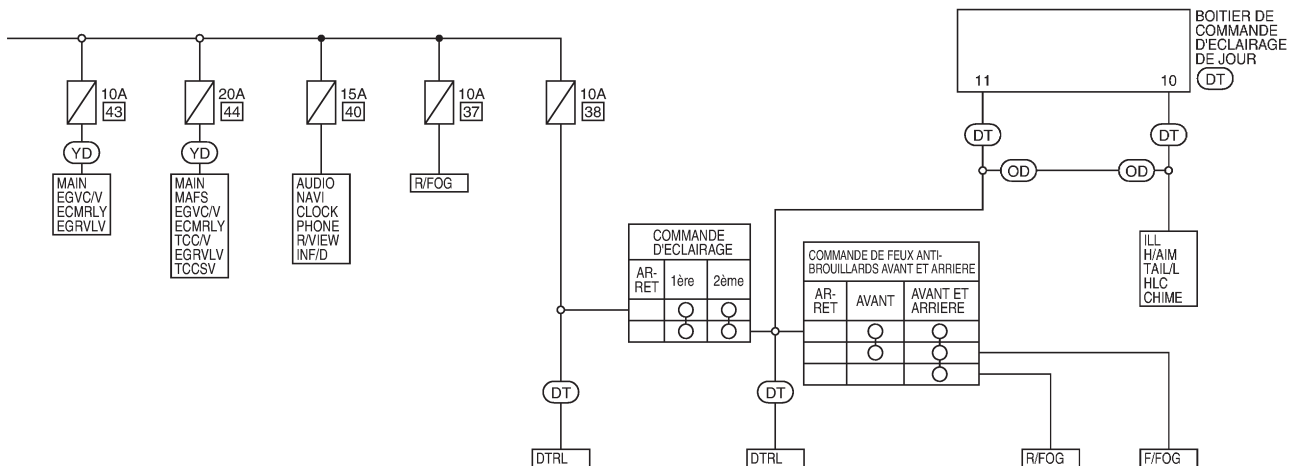 BOITIER DE
COMMANDE
D'ECLAIRAGE
DE JOUR
DT
11
10
10A
43
20A
44
15A
40
10A
37
10A
38
DT
DT
YD
YD
OD
OD
MAIN
EGVC/V
ECMRLY
EGRVLV
MAIN
MAFS
EGVC/V
ECMRLY
TCC/V
EGRVLV
TCCSV
AUDIO
NAVI
CLOCK
PHONE
R/VIEW
INF/D
R/FOG
COMMANDE
D'ECLAIRAGE
AR-
RET
1ère
2ème
COMMANDE DE FEUX ANTI-
BROUILLARDS AVANT ET ARRIERE
AR-
RET
AVANT
AVANT ET
ARRIERE
ILL
H/AIM
TAIL/L
HLC
CHIME
DT
DT
DTRL
DTRL
R/FOG
F/FOG